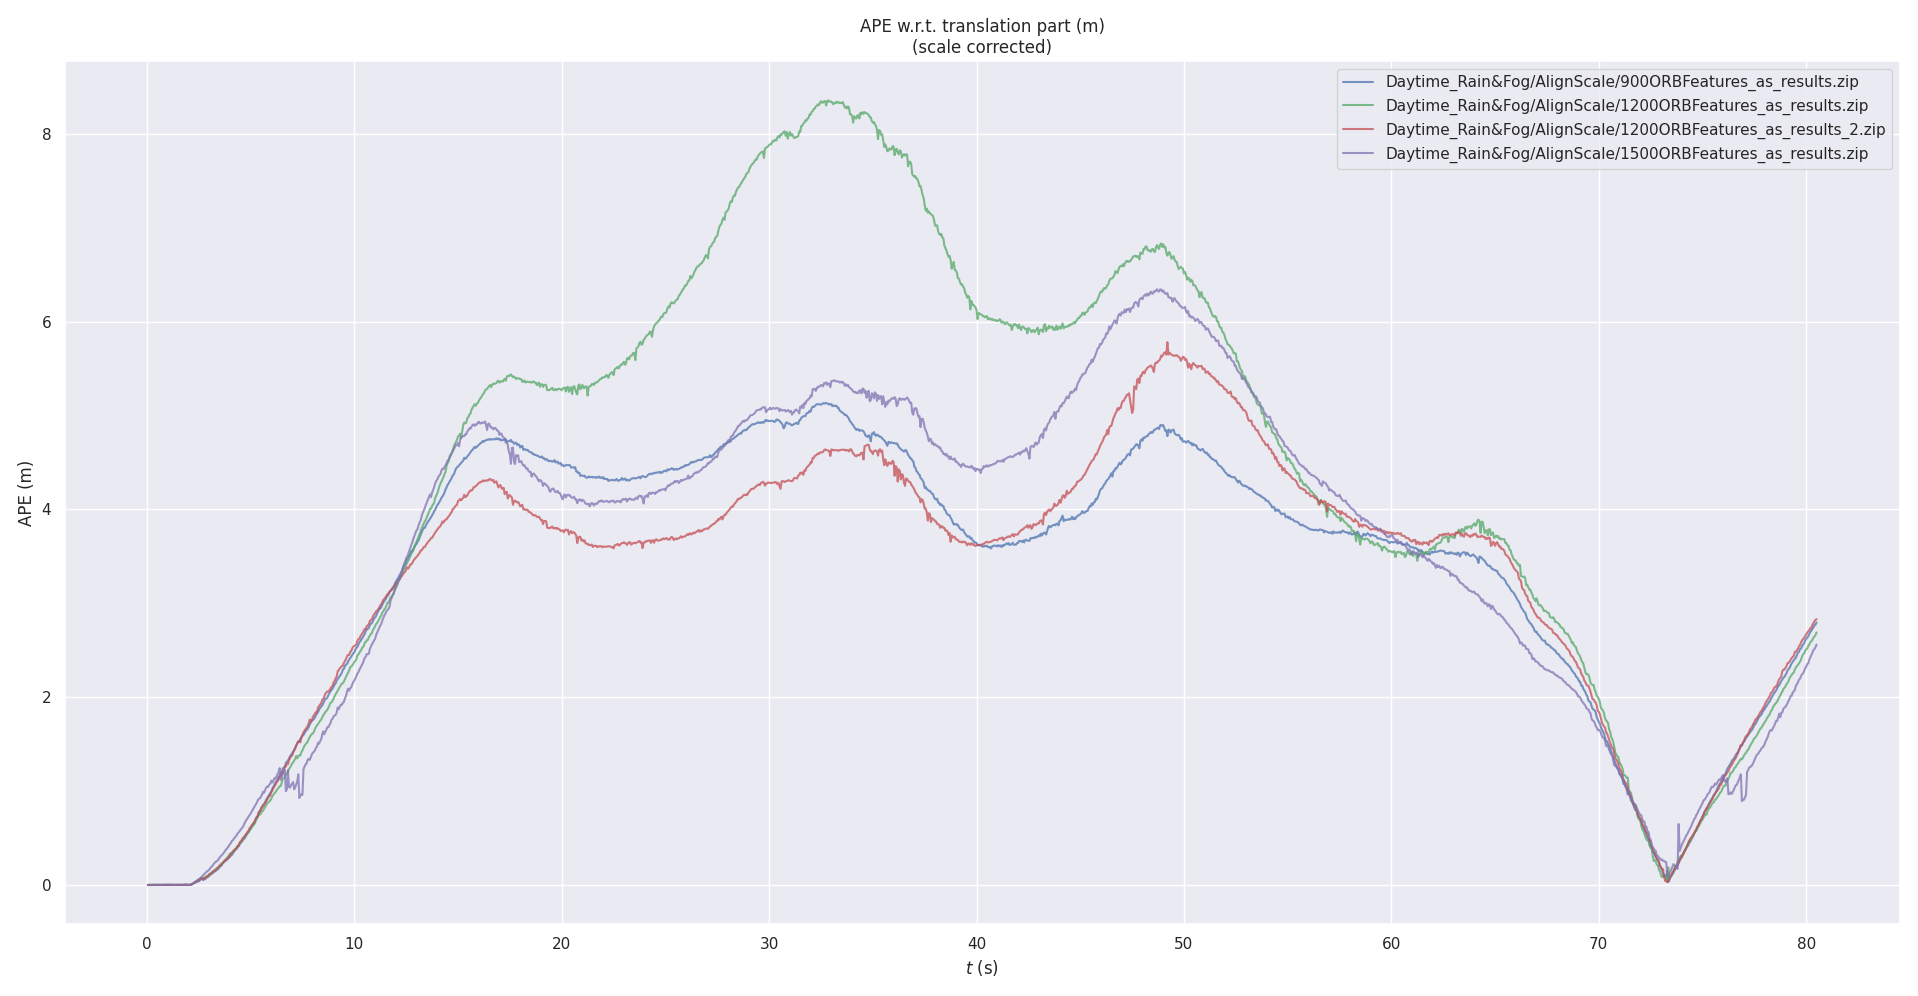 APE w.r.t. translation part (m)
(scale corrected)
Daytime_Rain&Fog/AlignScale/900ORBFeatures_as_results.zip
Daytime_Rain&Fog/AlignScale/1200ORBFeatures_as_results.zip
Daytime_Rain&Fog/AlignScale/1200ORBFeatures_as_results_2.zip
Daytime_Rain&Fog/AlignScale/1500ORBFeatures_as_results.zip
APE (m)
8
6
4
2
0
0 10 20 30 40 50 60 70 80
t (s)